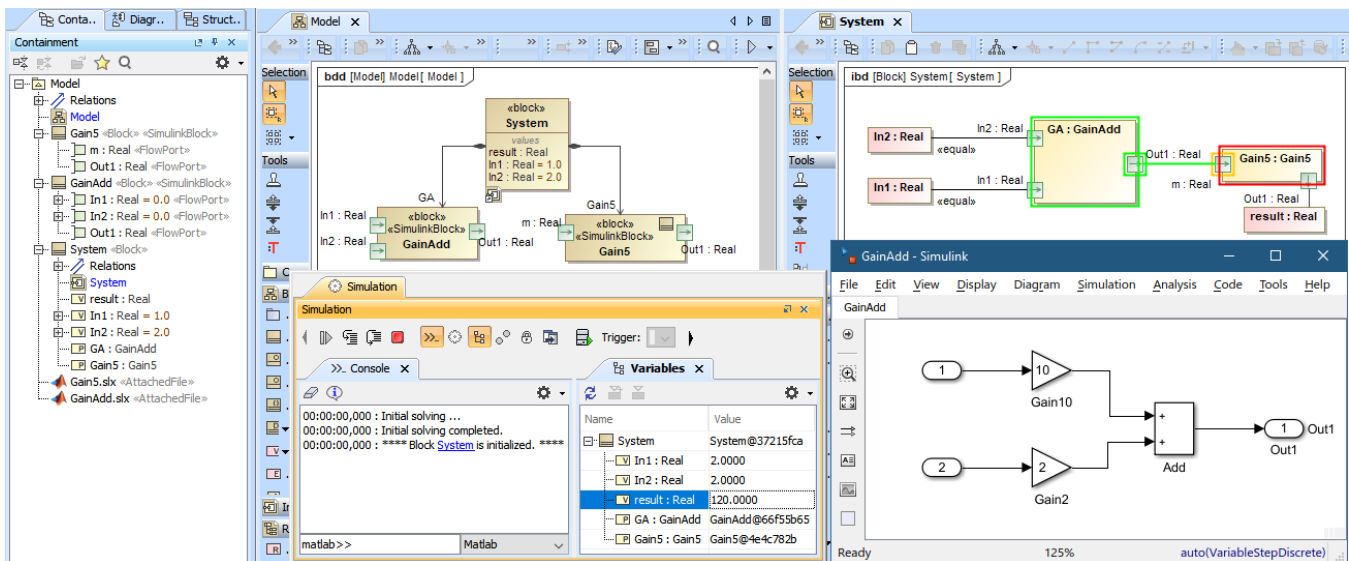 Conta.. Diagr.. Struct..
Containment
Model
Relations
Model
Gain5 «Block» «SimulinkBlock»
m : Real «FlowPort»
Out1 : Real «FlowPort»
GainAdd «Block» «SimulinkBlock»
In1 : Real = 0.0 «FlowPort»
In2 : Real = 0.0 «FlowPort»
Out1 : Real «FlowPort»
System «Block»
Relations
System
result : Real
In1 : Real = 1.0
In2 : Real = 2.0
GA : GainAdd
Gain5 : Gain5
Gain5.slx «AttachedFile»
GainAdd.slx «AttachedFile»
Model
Selection
Tools
bdd [Model] Model [ Model ]
«block»
System
values
result : Real
In1 : Real = 1.0
In2 : Real = 2.0
GA
Gain5
In1 : Real
In2 : Real
«block»
«SimulinkBlock»
GainAdd
Out1 : Real
m : Real
«block»
«SimulinkBlock»
Gain5
Out1 : Real
System
Selection
Tools
ibd [Block] System [ System ]
In2 : Real
«equal»
In2 : Real
GA : GainAdd
In1 : Real
«equal»
In1 : Real
Out1 : Real
m : Real
Gain5 : Gain5
Out1 : Real
result : Real
Simulation
Simulation
Trigger:
Console
00:00:00,000 : Initial solving ...
00:00:00,000 : Initial solving completed.
00:00:00,000 : **** Block System is initialized. ****
matlab>>
Matlab
Variables
Name Value
System System@37215fca
In1 : Real 2.0000
In2 : Real 2.0000
result : Real 120.0000
GA : GainAdd GainAdd@66f55b65
Gain5 : Gain5 Gain5@4e4c782b
GainAdd - Simulink
File Edit View Display Diagram Simulation Analysis Code Tools Help
GainAdd
1
10
Gain10
2
2
Gain2
+
+
Add
1
Out1
Out1
Ready 125% auto(VariableStepDiscrete)